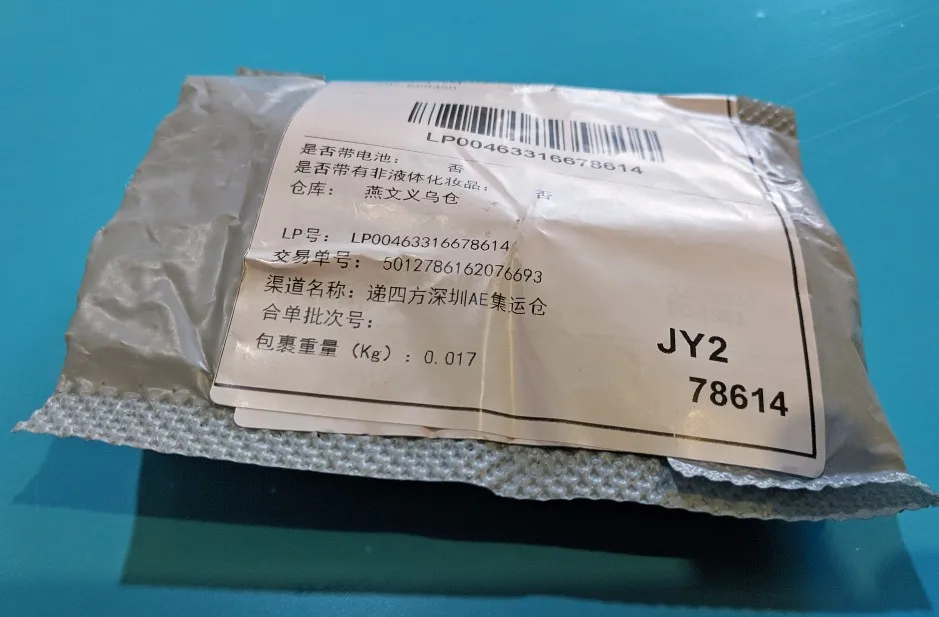 LP00463316678614
是否带电池: 否
是否带有非液体化妆品: 否
仓库: 燕文义乌仓
LP号: LP00463316678614
交易单号: 5012786162076693
渠道名称: 递四方深圳AE集运仓
合单批次号:
包裹重量 (Kg) : 0.017
JY2
78614